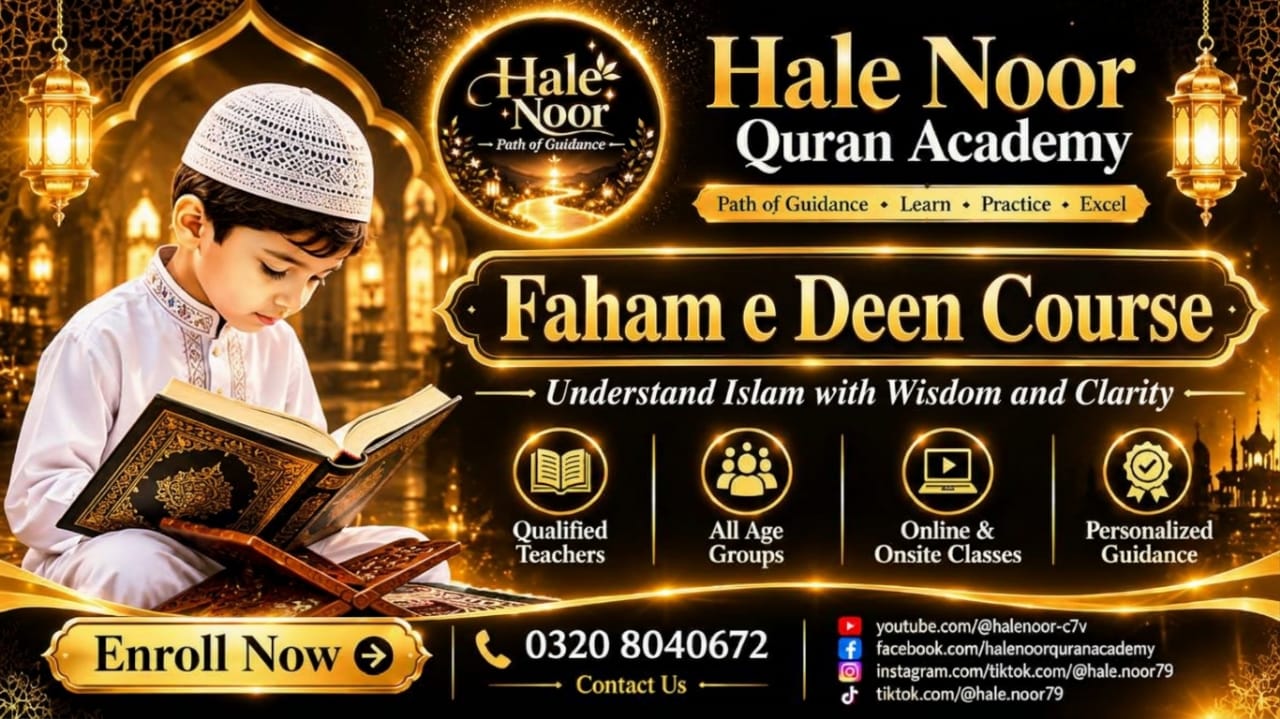 Hale
Noor
Path of Guidance
Hale Noor
Quran Academy
Path of Guidance • Learn • Practice • Excel
Faham e Deen Course
Understand Islam with Wisdom and Clarity
Qualified
Teachers
All Age
Groups
Online &
Onsite Classes
Personalized
Guidance
Enroll Now
0320 8040672
Contact Us
youtube.com/@halenoor-c7v
facebook.com/halenoorquranacademy
instagram.com/tiktok.com/@hale.noor79
tiktok.com/@hale.noor79